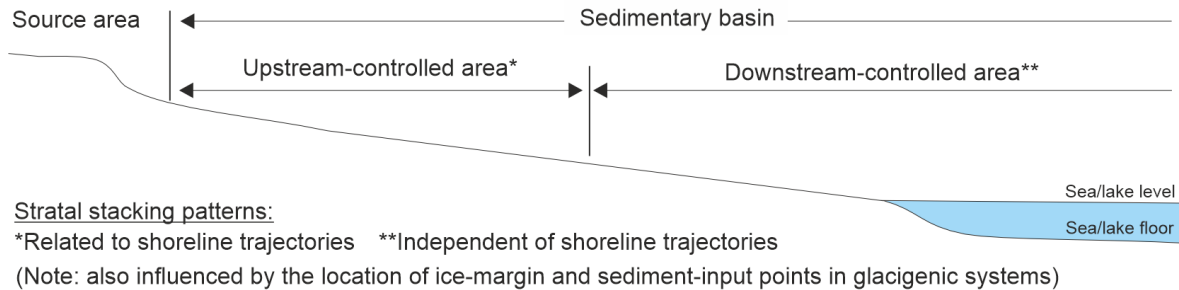 Source area
Sedimentary basin
Upstream-controlled area*
Downstream-controlled area**
Sea/lake level
Sea/lake floor
Stratal stacking patterns:
*Related to shoreline trajectories **Independent of shoreline trajectories
(Note: also influenced by the location of ice-margin and sediment-input points in glacigenic systems)